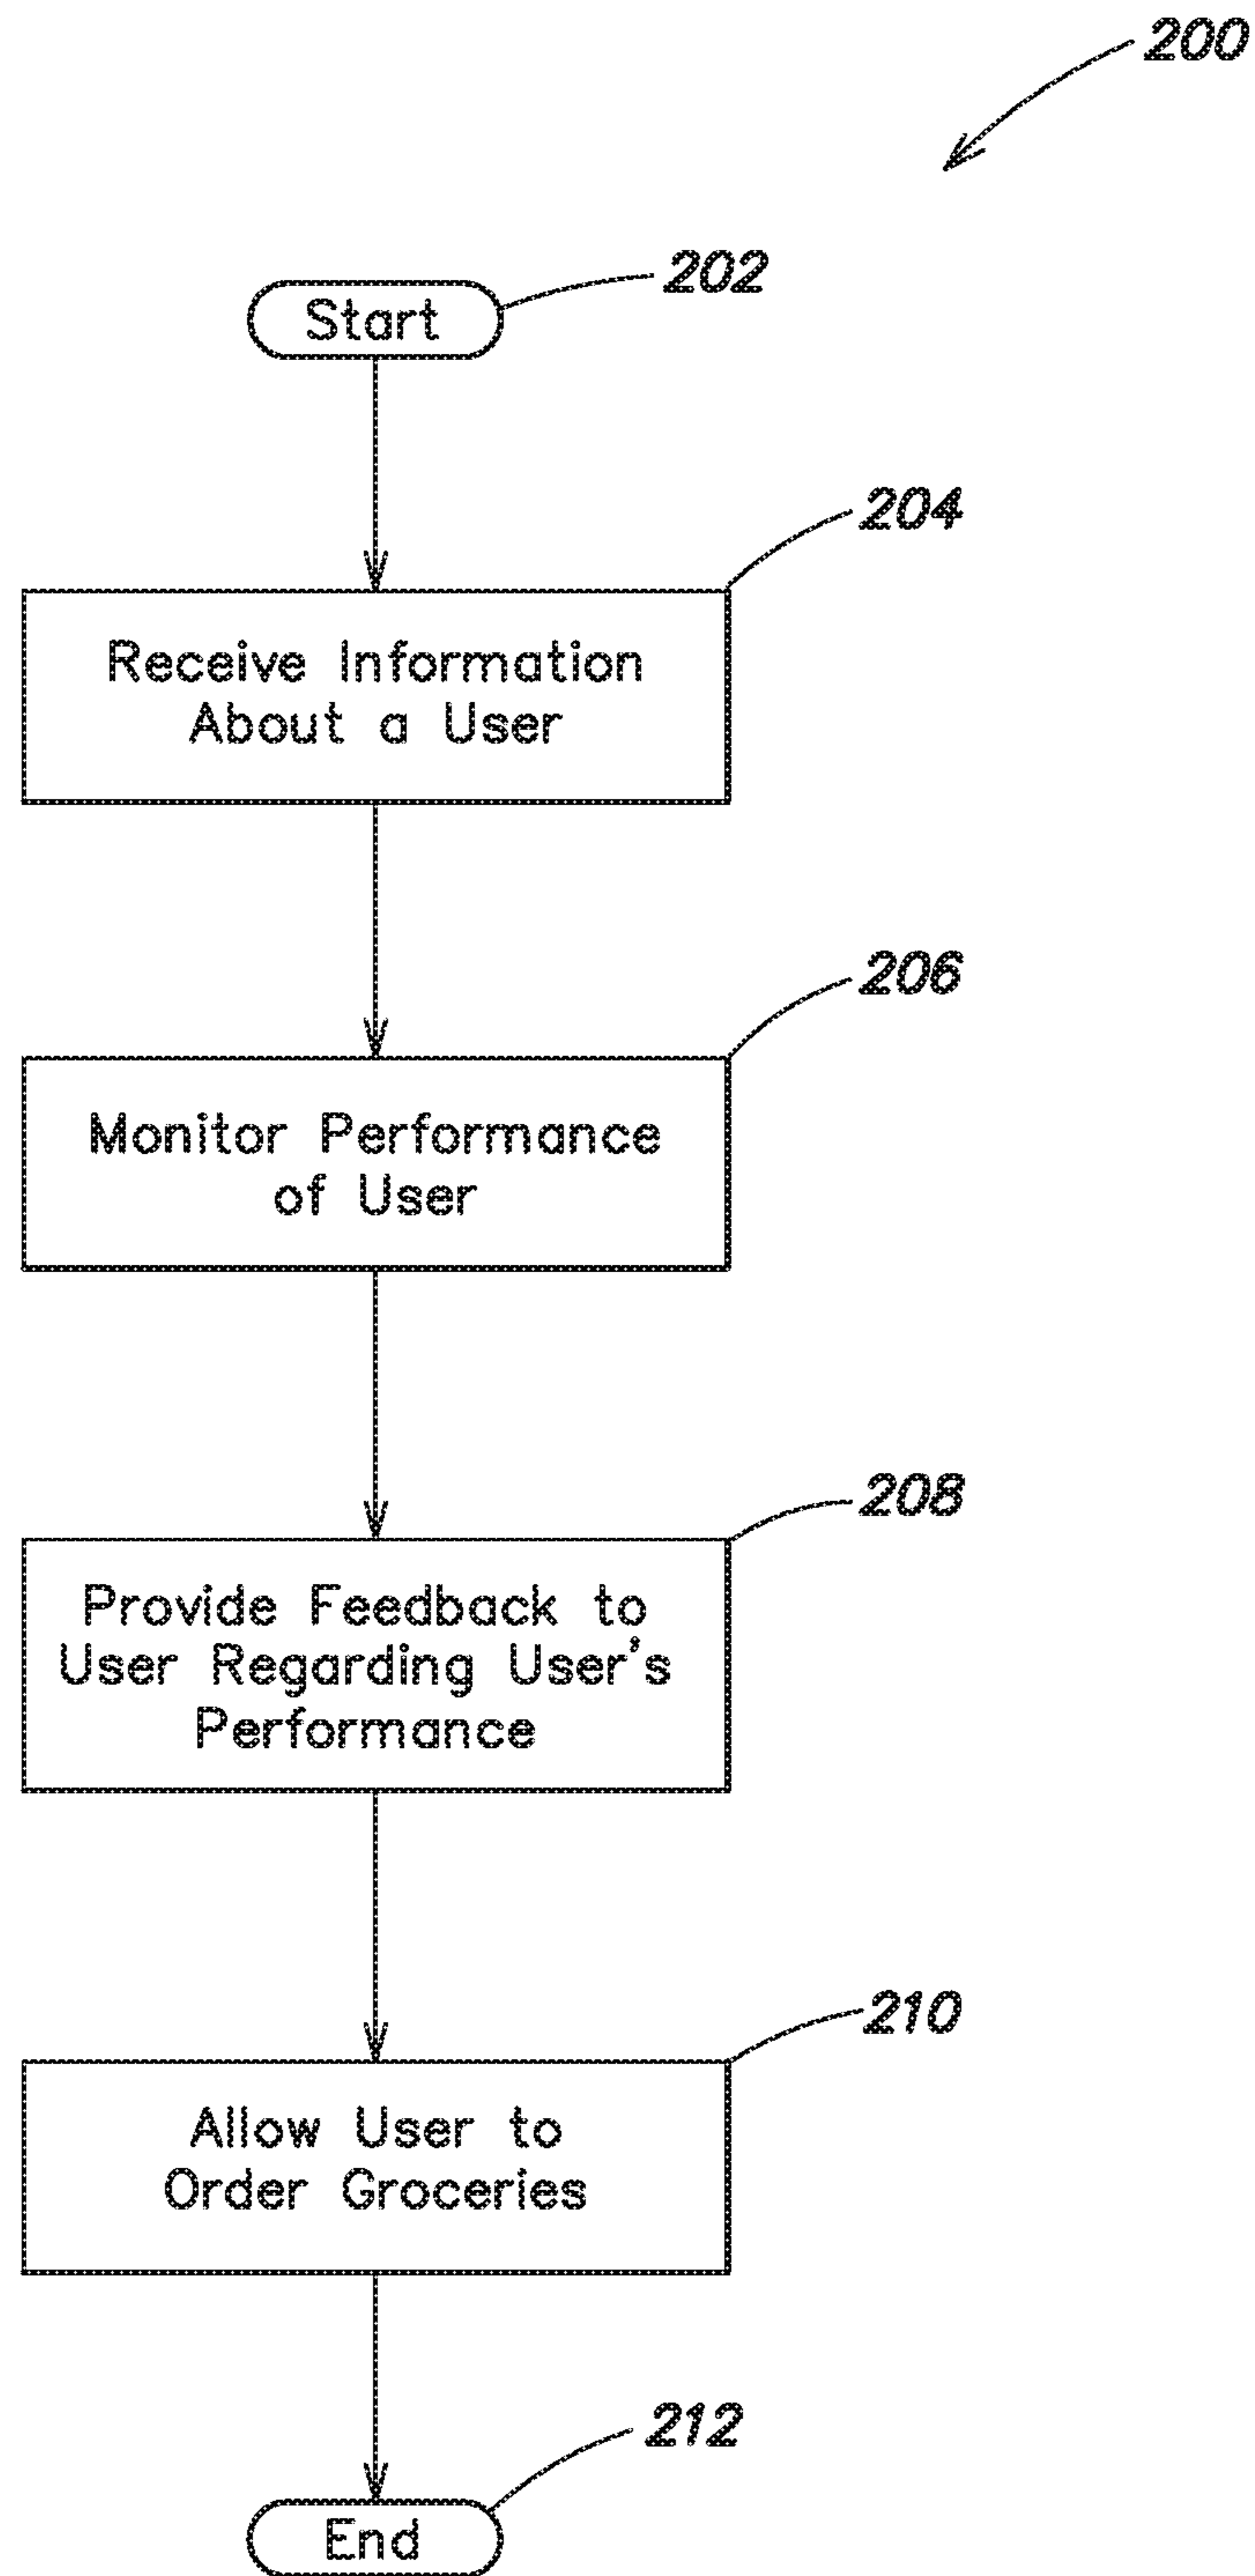 200
202
Start
204
Receive Information
About a User
206
Monitor Performance
of User
208
Provide Feedback to
User Regarding User's
Performance
210
Allow User to
Order Groceries
212
End